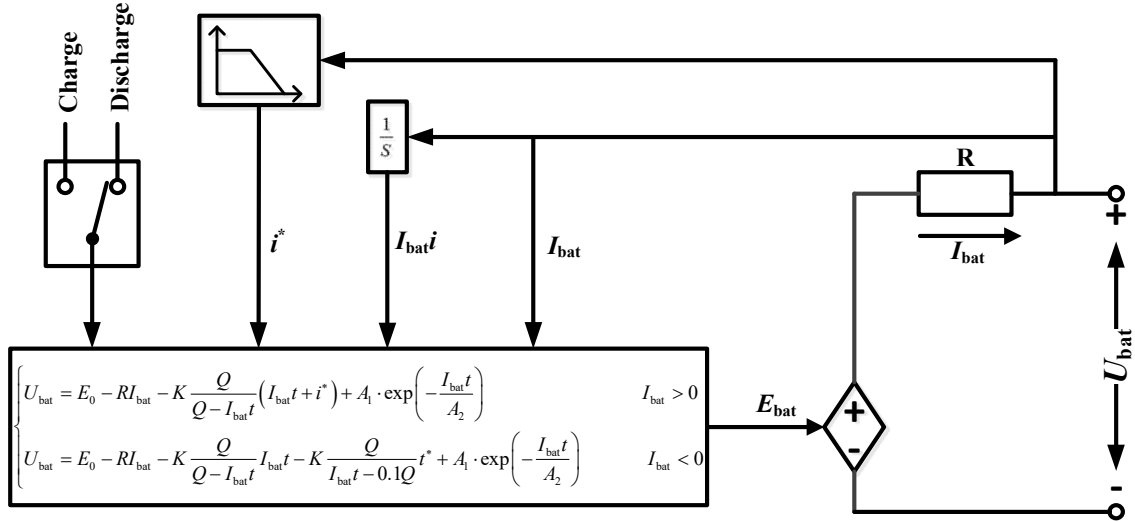 Charge
Discharge
1/S
R
i*
I_bat i
I_bat
I_bat
+
U_bat
-
U_bat = E_0 − RI_bat − K Q/(Q − I_bat t) (I_bat t + i*) + A_1 · exp(−I_bat t/A_2) I_bat > 0
E_bat
+
-
U_bat = E_0 − RI_bat − K Q/(Q − I_bat t) I_bat t − K Q/(I_bat t − 0.1Q) t* + A_1 · exp(−I_bat t/A_2) I_bat < 0